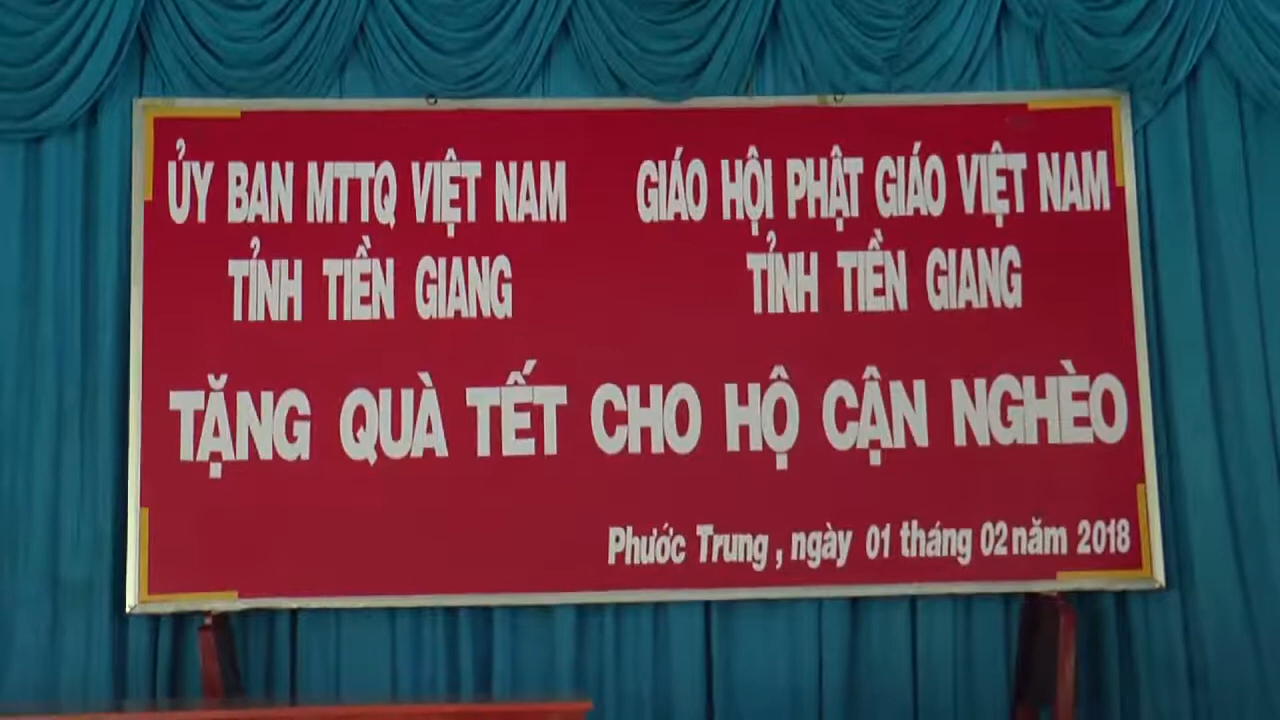 ỦY BAN MTTQ VIỆT NAM
TỈNH TIỀN GIANG
GIÁO HỘI PHẬT GIÁO VIỆT NAM
TỈNH TIỀN GIANG
TẶNG QUÀ TẾT CHO HỘ CẬN NGHÈO
Phước Trung, ngày 01 tháng 02 năm 2018